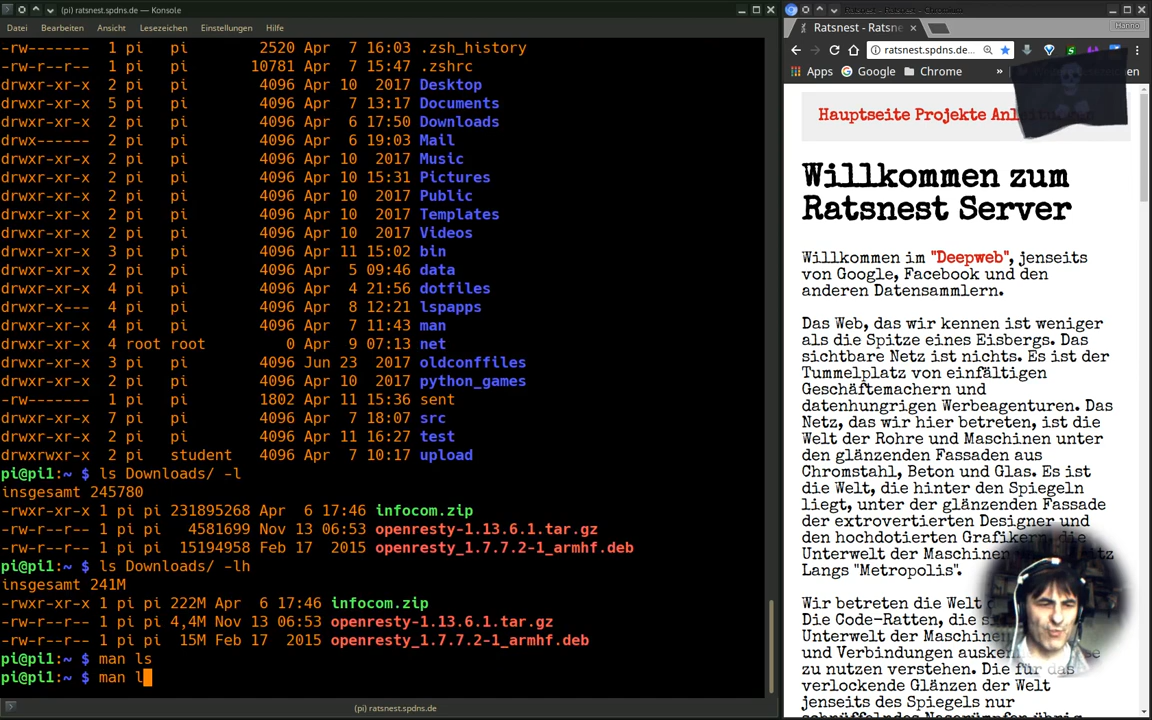 (pi) ratsnest.spdns.de — Konsole
Datei Bearbeiten Ansicht Lesezeichen Einstellungen Hilfe
-rw------- 1 pi pi 2520 Apr 7 16:03 .zsh_history
-rw-r--r-- 1 pi pi 10781 Apr 7 15:47 .zshrc
drwxr-xr-x 2 pi pi 4096 Apr 10 2017 Desktop
drwxr-xr-x 5 pi pi 4096 Apr 7 13:17 Documents
drwxr-xr-x 2 pi pi 4096 Apr 6 17:50 Downloads
drwx------ 2 pi pi 4096 Apr 6 19:03 Mail
drwxr-xr-x 2 pi pi 4096 Apr 10 2017 Music
drwxr-xr-x 2 pi pi 4096 Apr 10 15:31 Pictures
drwxr-xr-x 2 pi pi 4096 Apr 10 2017 Public
drwxr-xr-x 2 pi pi 4096 Apr 10 2017 Templates
drwxr-xr-x 2 pi pi 4096 Apr 10 2017 Videos
drwxr-xr-x 3 pi pi 4096 Apr 11 15:02 bin
drwxr-xr-x 2 pi pi 4096 Apr 5 09:46 data
drwxr-xr-x 4 pi pi 4096 Apr 4 21:56 dotfiles
drwxr-xr-- 4 pi pi 4096 Apr 8 12:21 lspapps
drwxr-xr-x 4 pi pi 4096 Apr 7 11:43 man
drwxr-xr-x 4 root root 0 Apr 9 07:13 net
drwxr-xr-x 3 pi pi 4096 Jun 23 2017 oldconffiles
drwxr-xr-x 2 pi pi 4096 Apr 10 2017 python_games
-rw------- 1 pi pi 1802 Apr 11 15:36 sent
drwxr-xr-x 7 pi pi 4096 Apr 7 18:07 src
drwxr-xr-x 2 pi pi 4096 Apr 11 16:27 test
drwxrwxr-x 2 pi student 4096 Apr 7 10:17 upload
pi@pi1:~ $ ls Downloads/ -l
insgesamt 245780
-rwxr-xr-x 1 pi pi 231895268 Apr 6 17:46 infocom.zip
-rw-r--r-- 1 pi pi 4581699 Nov 13 06:53 openresty-1.13.6.1.tar.gz
-rw-r--r-- 1 pi pi 15194958 Feb 17 2015 openresty_1.7.7.2-1_armhf.deb
pi@pi1:~ $ ls Downloads/ -lh
insgesamt 241M
-rwxr-xr-x 1 pi pi 222M Apr 6 17:46 infocom.zip
-rw-r--r-- 1 pi pi 4,4M Nov 13 06:53 openresty-1.13.6.1.tar.gz
-rw-r--r-- 1 pi pi 15M Feb 17 2015 openresty_1.7.7.2-1_armhf.deb
pi@pi1:~ $ man ls
pi@pi1:~ $ man l
(pi) ratsnest.spdns.de
Ratsnest - Ratsne
Hanno
ratsnest.spdns.de...
Apps Google Chrome »
Hauptseite Projekte
Willkommen zum
Ratsnest Server
Willkommen im "Deepweb", jenseits
von Google, Facebook und den
anderen Datensammlern.
Das Web, das wir kennen ist weniger
als die Spitze eines Eisbergs. Das
sichtbare Netz ist nichts. Es ist der
Tummelplatz von einfältigen
Geschäftemachern und
datenhungrigen Werbeagenturen. Das
Netz, das wir hier betreten, ist die
Welt der Rohre und Maschinen unter
den glänzenden Fassaden aus
Chromstahl, Beton und Glas. Es ist
die Welt, die hinter den Spiegeln
liegt, unter der glänzenden Fassade
der extrovertierten Designer und
den hochdotierten Grafikern, die
Unterwelt der Maschinen
Langs "Metropolis".
Wir betreten die Welt
Die Code-Ratten, die
Unterwelt der Maschinen
und Verbindungen
zu nutzen verstehen. Die für das
verlockende Glänzen der Welt
jenseits des Spiegels nur